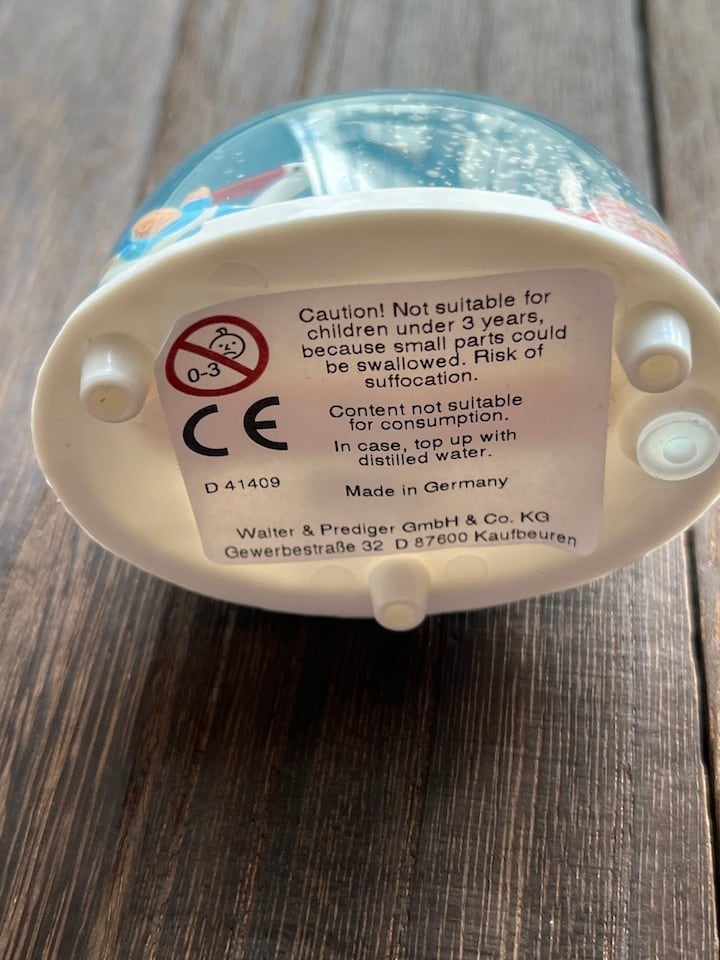 Caution! Not suitable for
children under 3 years,
because small parts could
be swallowed. Risk of
suffocation.
0-3
CE
Content not suitable
for consumption.
In case, top up with
distilled water.
D 41409
Made in Germany
Walter & Prediger GmbH & Co. KG
Gewerbestraße 32 D 87600 Kaufbeuren